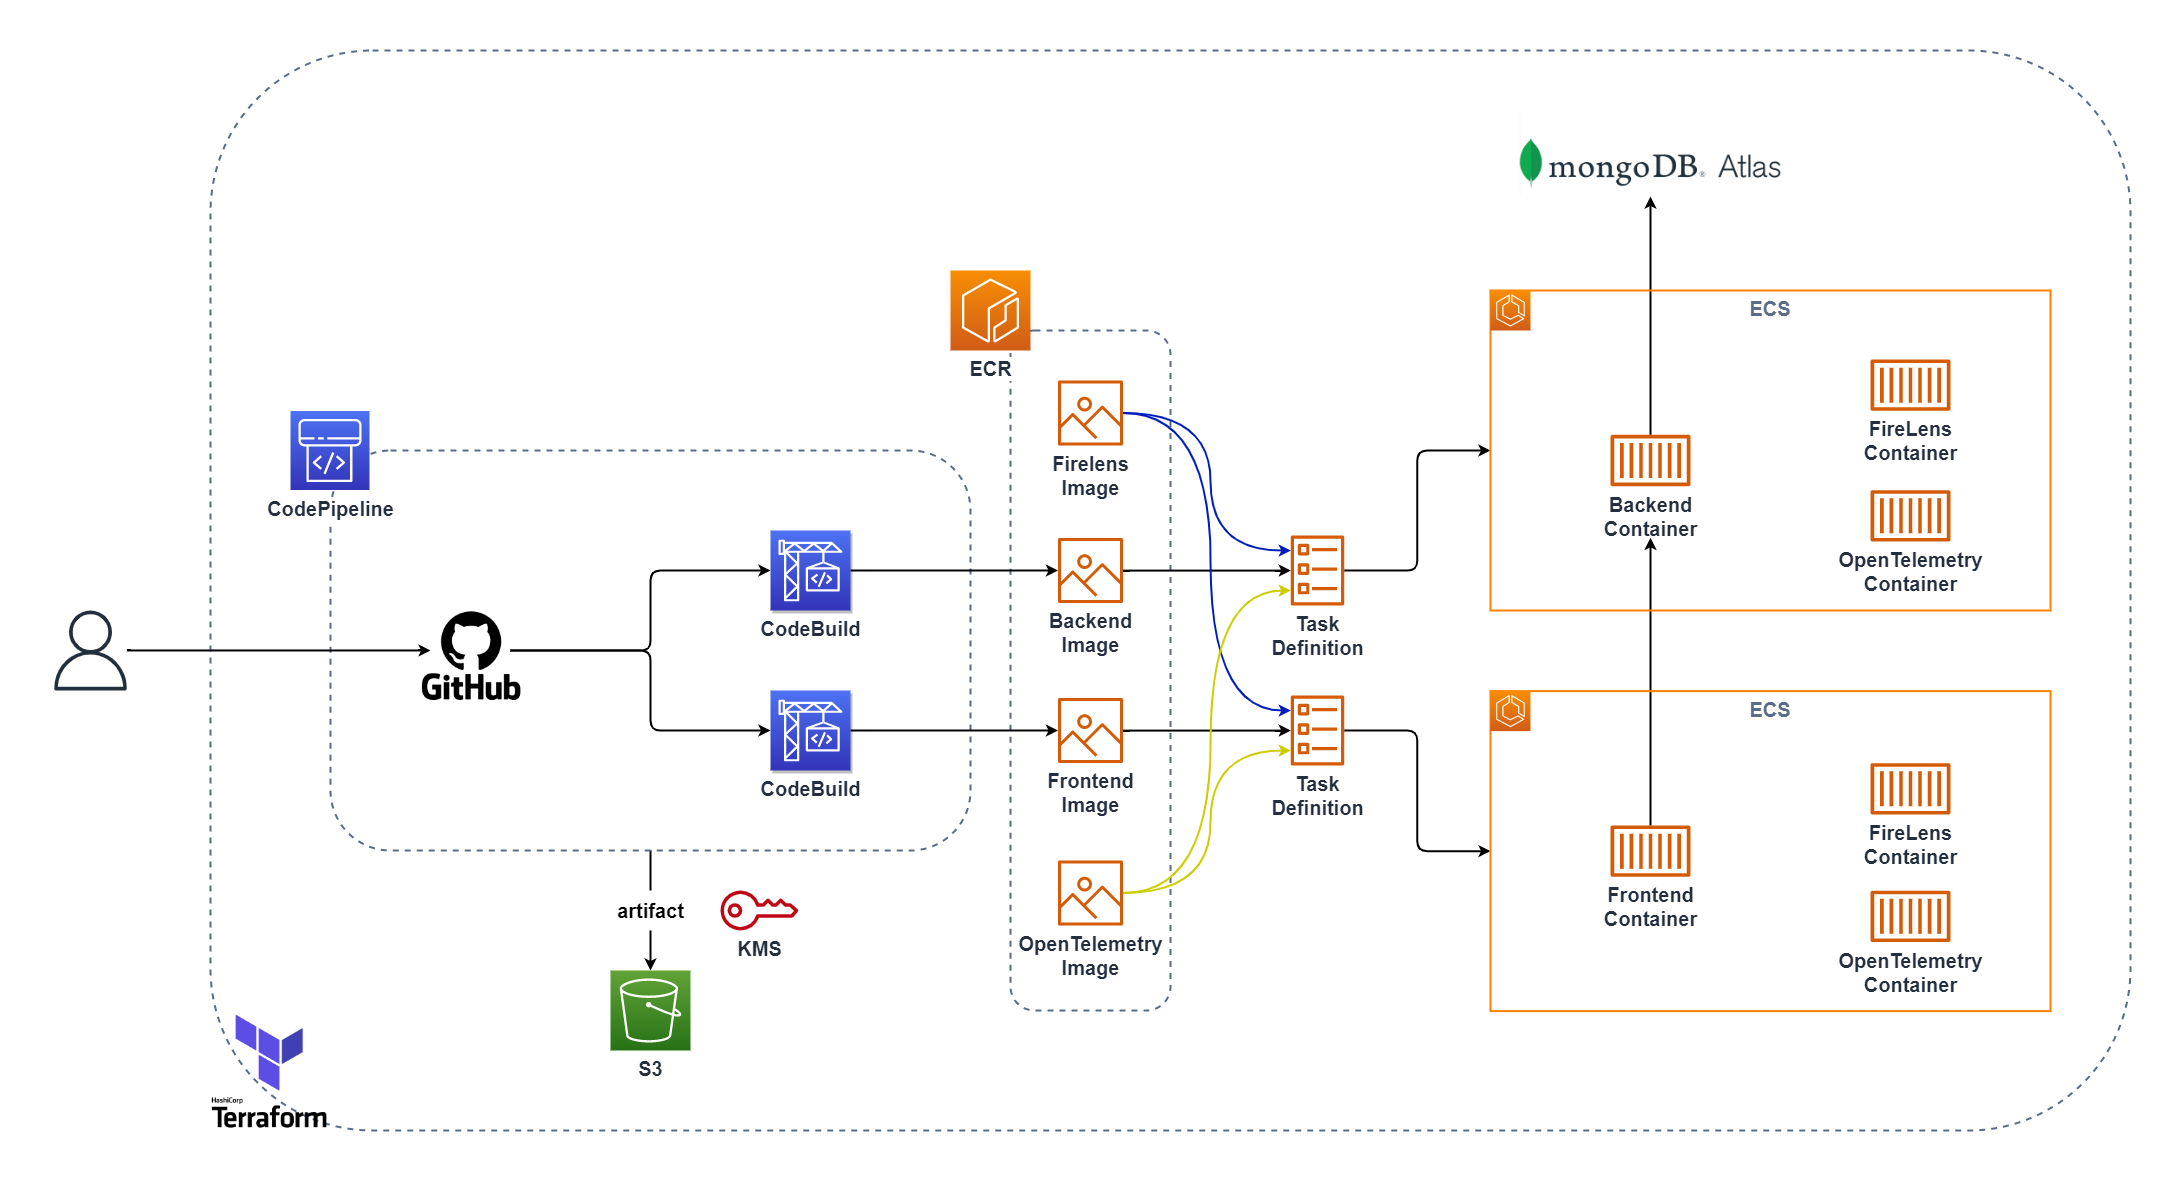 mongoDB® Atlas
ECS
ECR
FireLens
Container
CodePipeline
Firelens
Image
Backend
Container
OpenTelemetry
Container
CodeBuild
Backend
Image
Task
Definition
GitHub
ECS
CodeBuild
Frontend
Image
Task
Definition
FireLens
Container
artifact
KMS
Frontend
Container
OpenTelemetry
Image
OpenTelemetry
Container
S3
HashiCorp
Terraform